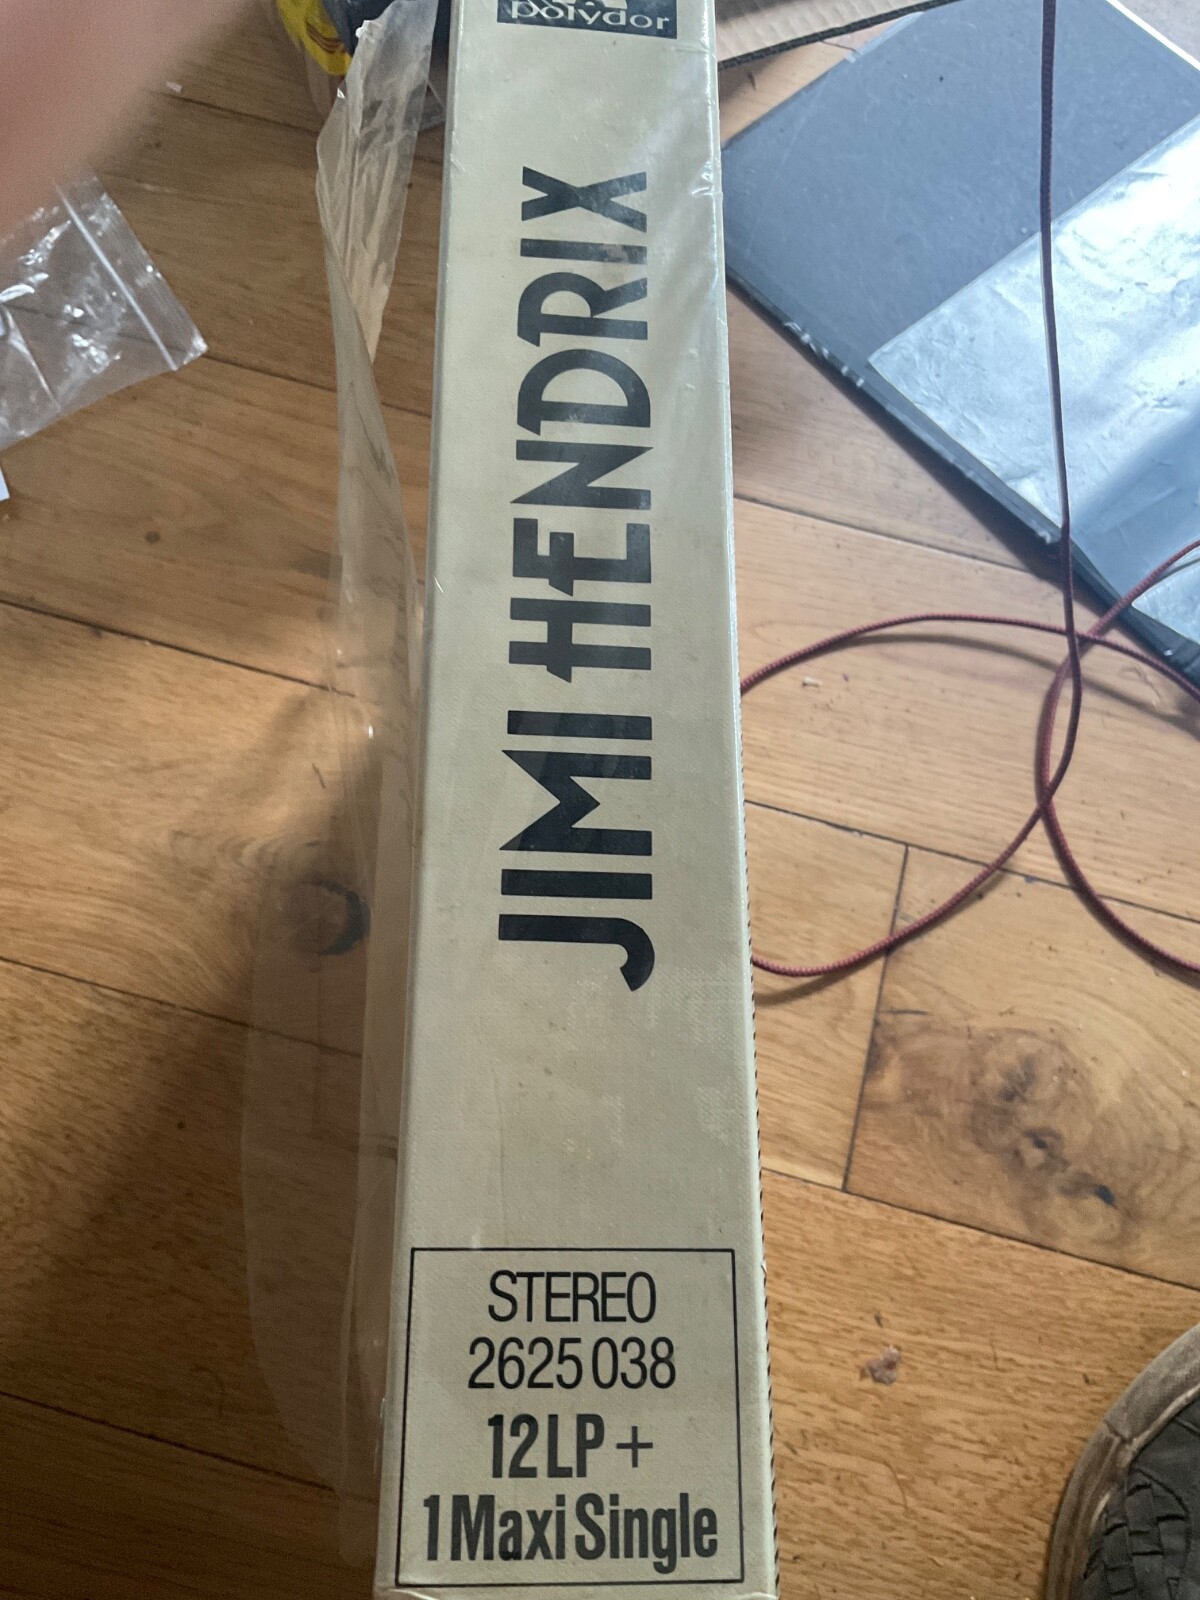 polydor
JIMI HENDRIX
STEREO
2625 038
12 LP +
1 Maxi Single